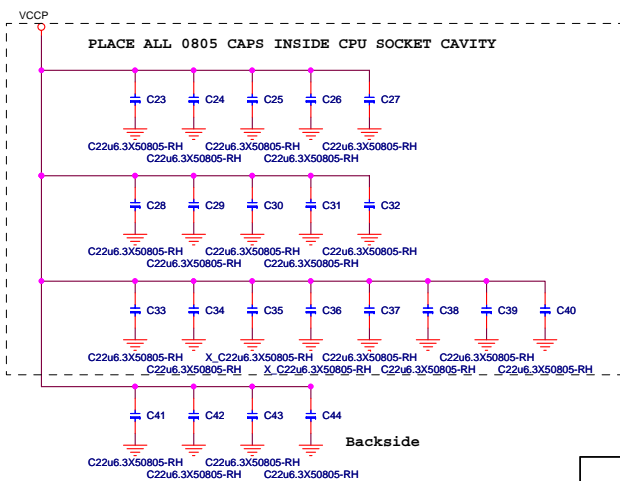 VCCP
PLACE ALL 0805 CAPS INSIDE CPU SOCKET CAVITY
C23 C24 C25 C26 C27
C22u6.3X50805-RH C22u6.3X50805-RH C22u6.3X50805-RH
C22u6.3X50805-RH C22u6.3X50805-RH
C28 C29 C30 C31 C32
C22u6.3X50805-RH C22u6.3X50805-RH C22u6.3X50805-RH
C22u6.3X50805-RH C22u6.3X50805-RH
C33 C34 C35 C36 C37 C38 C39 C40
C22u6.3X50805-RH X_C22u6.3X50805-RH C22u6.3X50805-RH C22u6.3X50805-RH
C22u6.3X50805-RH X_C22u6.3X50805-RH C22u6.3X50805-RH C22u6.3X50805-RH
C41 C42 C43 C44
Backside
C22u6.3X50805-RH C22u6.3X50805-RH
C22u6.3X50805-RH C22u6.3X50805-RH